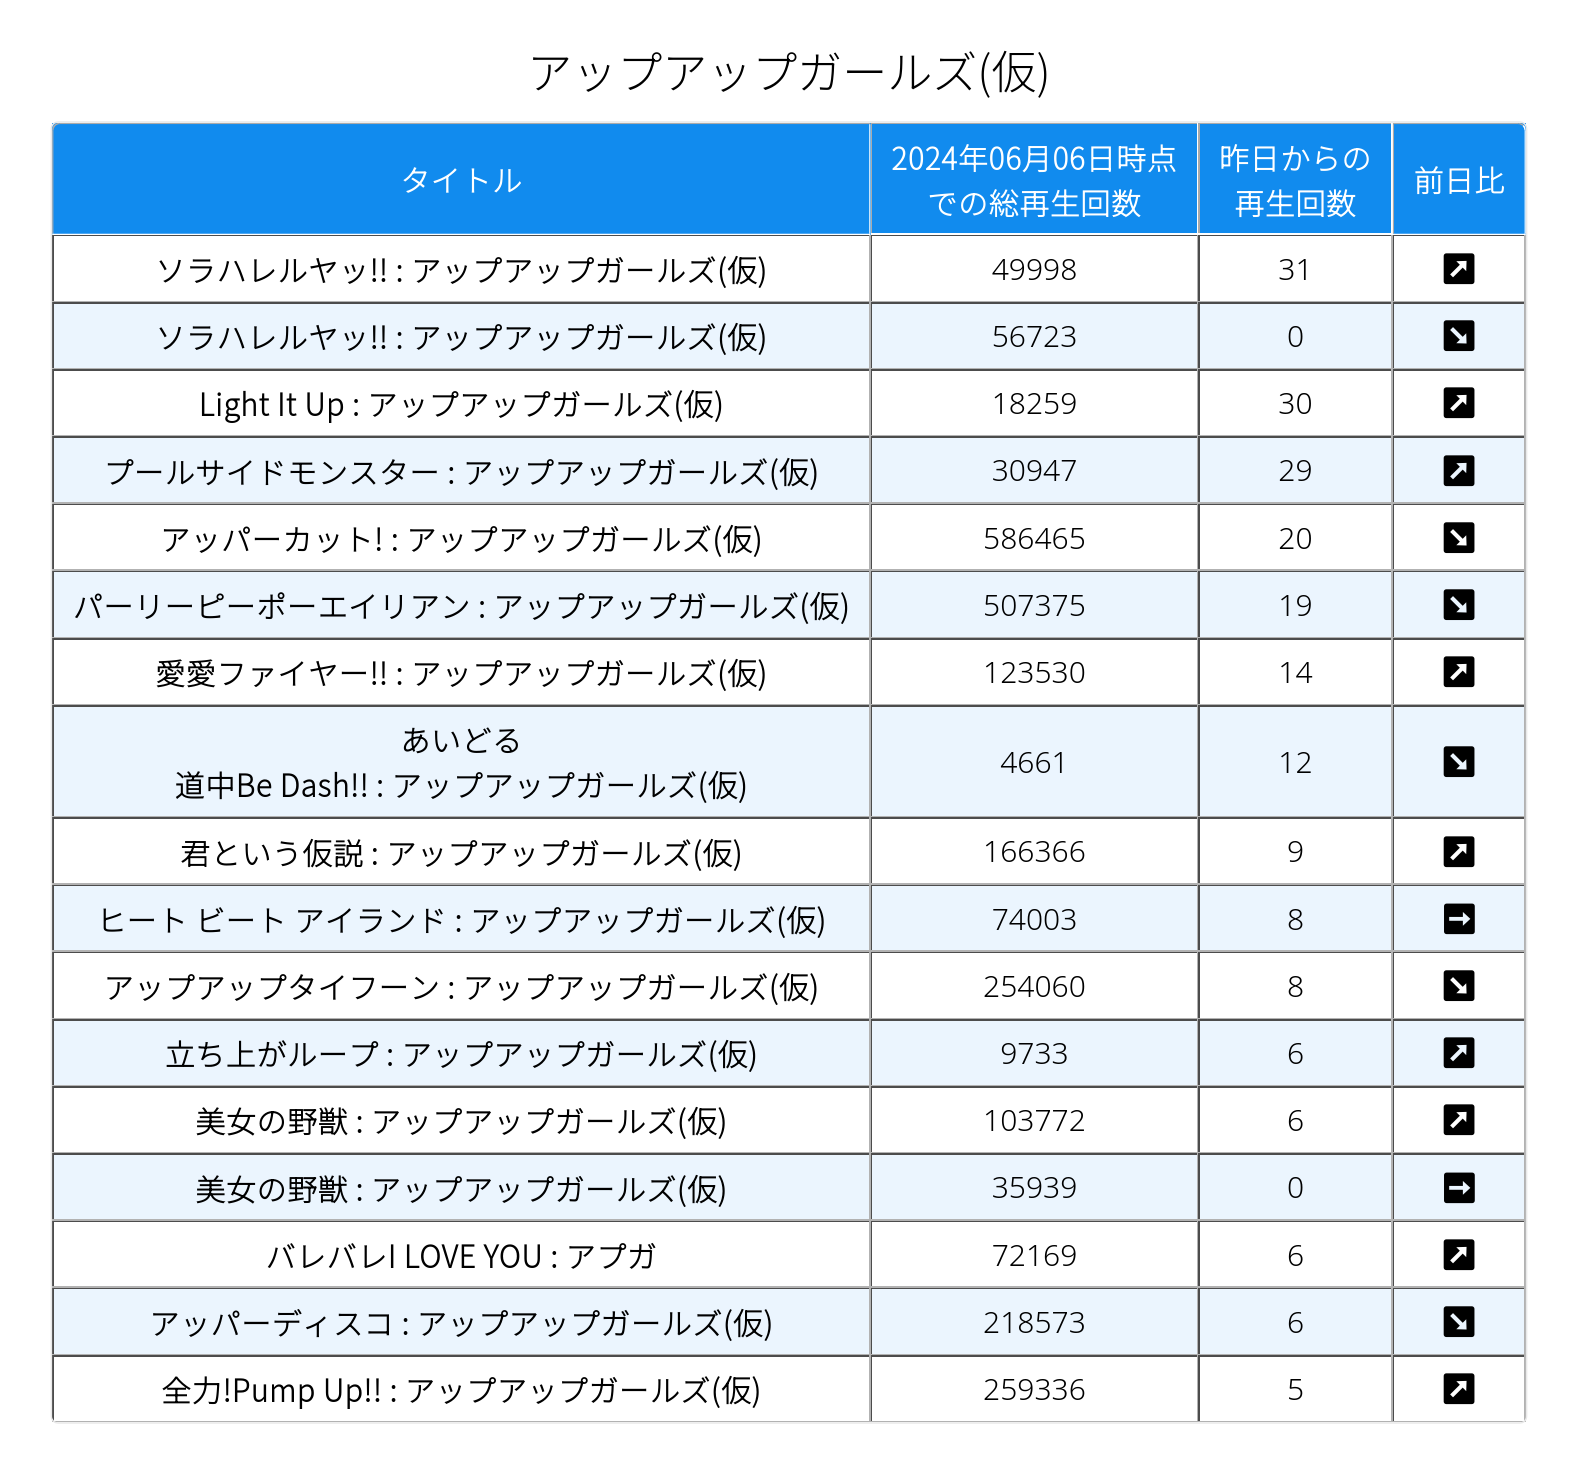 アップアップガールズ(仮)
タイトル
2024年06月06日時点
での総再生回数
昨日からの
再生回数
前日比
ソラハレルヤッ!! : アップアップガールズ(仮) 49998 31 ↗
ソラハレルヤッ!! : アップアップガールズ(仮) 56723 0 ↘
Light It Up : アップアップガールズ(仮) 18259 30 ↗
プールサイドモンスター : アップアップガールズ(仮) 30947 29 ↗
アッパーカット! : アップアップガールズ(仮) 586465 20 ↘
パーリーピーポーエイリアン : アップアップガールズ(仮) 507375 19 ↘
愛愛ファイヤー!! : アップアップガールズ(仮) 123530 14 ↗
あいどる
道中Be Dash!! : アップアップガールズ(仮) 4661 12 ↘
君という仮説 : アップアップガールズ(仮) 166366 9 ↗
ヒート ビート アイランド : アップアップガールズ(仮) 74003 8 →
アップアップタイフーン : アップアップガールズ(仮) 254060 8 ↘
立ち上がループ : アップアップガールズ(仮) 9733 6 ↗
美女の野獣 : アップアップガールズ(仮) 103772 6 ↗
美女の野獣 : アップアップガールズ(仮) 35939 0 →
バレバレI LOVE YOU : アプガ 72169 6 ↗
アッパーディスコ : アップアップガールズ(仮) 218573 6 ↘
全力!Pump Up!! : アップアップガールズ(仮) 259336 5 ↗